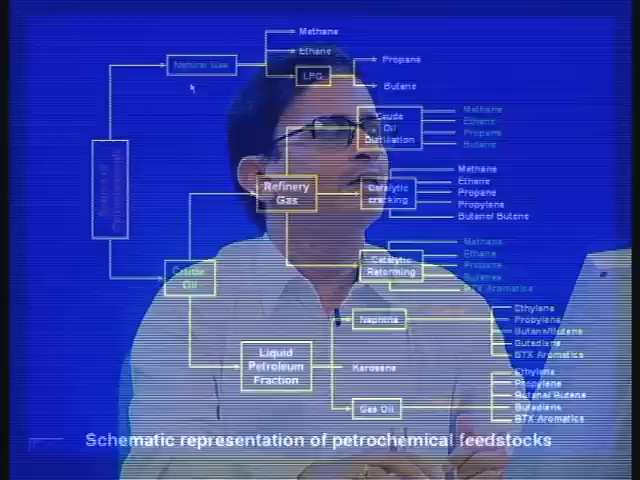 Methane
Ethane
Natural Gas
LPG
Propane
Butane
Crude
Oil
Distillation
Methane
Ethane
Propane
Butane
Refinery
Gas
Catalytic
cracking
Methane
Ethane
Propane
Propylene
Butane/ Butene
Crude
Oil
Catalytic
Retorming
Methane
Ethane
Propane
Butanes
BTX Aromatics
Liquid
Petroleum
Fraction
Naphtha
Ethylene
Propylene
Butane/Butene
Butadiens
BTX Aromatics
Kerosene
Gas Oil
Ethylene
Propylene
Butane/ Butene
Butadiens
BTX Aromatics
Schematic representation of petrochemical feedstocks